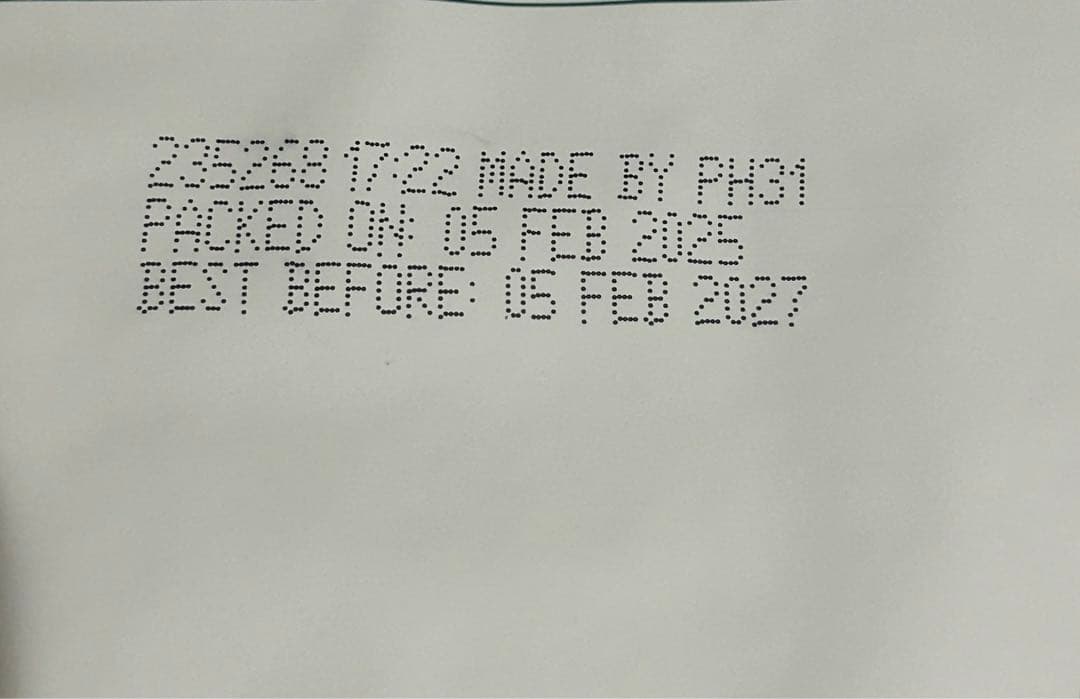 235268 17:22 MADE BY PH31
PACKED ON: 05 FEB 2025
BEST BEFORE: 05 FEB 2027